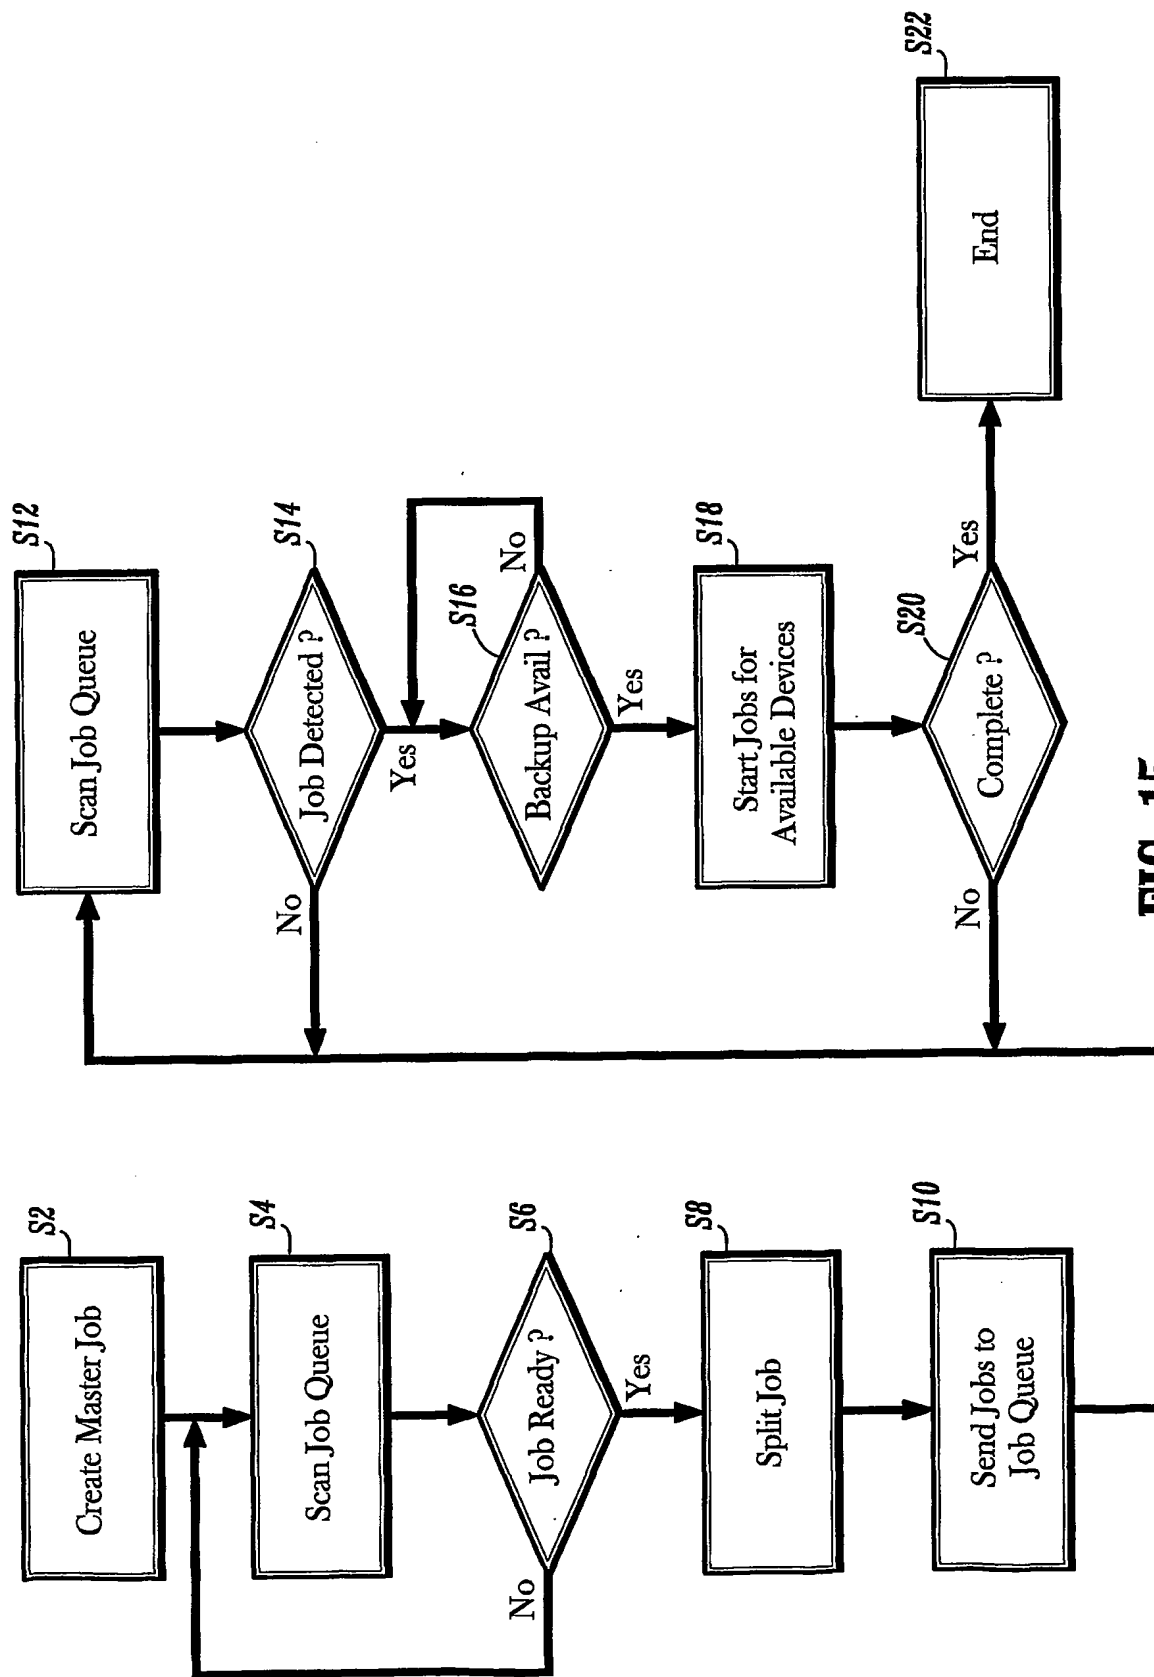 S2
Create Master Job
S4
Scan Job Queue
S6
Job Ready ?
No
Yes
S8
Split Job
S10
Send Jobs to
Job Queue
S12
Scan Job Queue
S14
Job Detected ?
No
Yes
S16
Backup Avail ?
No
Yes
S18
Start Jobs for
Available Devices
S20
Complete ?
No
Yes
S22
End
FIG. 15